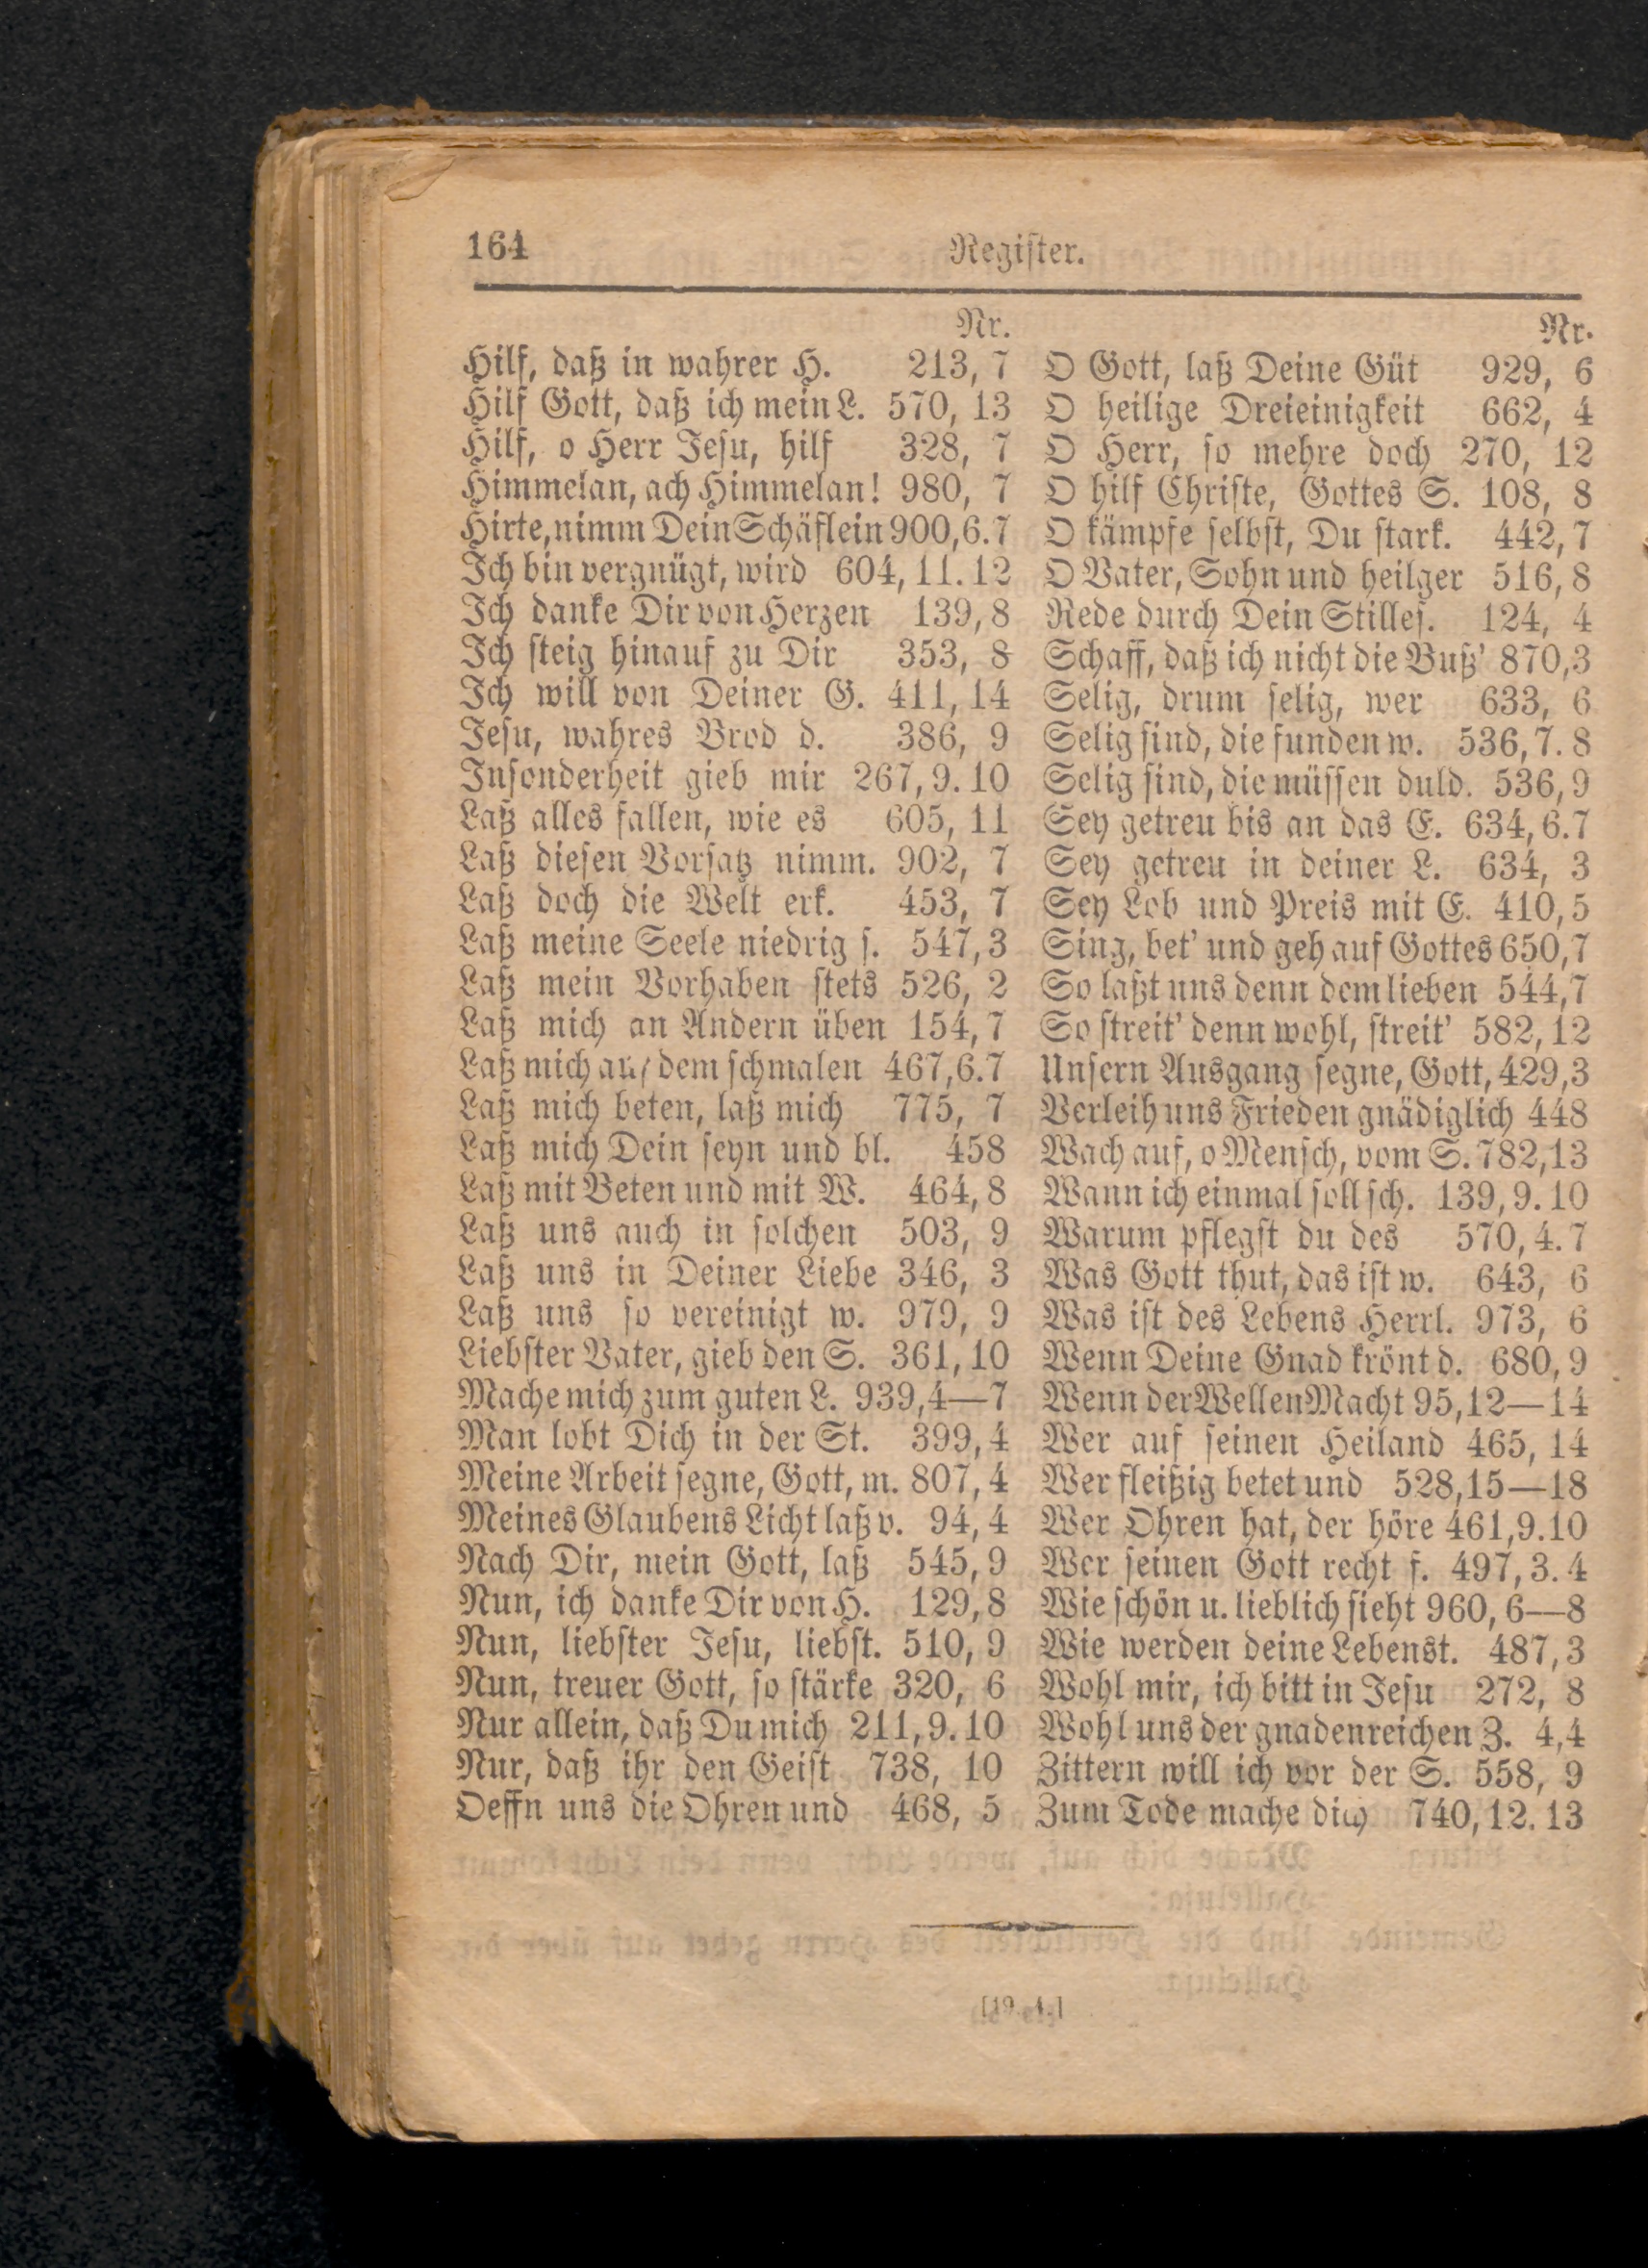 164
Register.
Nr.
Hilf, daß in wahrer H. 213, 7
Hilf Gott, daß ich mein L. 570, 13
Hilf, o Herr Jesu, hilf 328, 7
Himmelan, ach Himmelan! 980, 7
Hirte, nimm Dein Schäflein 900,6.7
Ich bin vergnügt, wird 604, 11. 12
Ich danke Dir von Herzen 139, 8
Ich steig hinauf zu Dir 353, 8
Ich will von Deiner G. 411, 14
Jesu, wahres Brod d. 386, 9
Insonderheit gieb mir 267, 9. 10
Laß alles fallen, wie es 605, 11
Laß diesen Vorsatz nimm. 902, 7
Laß doch die Welt erk. 453, 7
Laß meine Seele niedrig s. 547, 3
Laß mein Vorhaben stets 526, 2
Laß mich an Andern üben 154, 7
Laß mich auf dem schmalen 467,6.7
Laß mich beten, laß mich 775, 7
Laß mich Dein seyn und bl. 458
Laß mit Beten und mit W. 464, 8
Laß uns auch in solchen 503, 9
Laß uns in Deiner Liebe 346, 3
Laß uns so vereinigt w. 979, 9
Liebster Vater, gieb den S. 361, 10
Mache mich zum guten L. 939,4—7
Man lobt Dich in der St. 399, 4
Meine Arbeit segne, Gott, m. 807, 4
Meines Glaubens Licht laß v. 94, 4
Nach Dir, mein Gott, laß 545, 9
Nun, ich danke Dir von H. 129, 8
Nun, liebster Jesu, liebst. 510, 9
Nun, treuer Gott, so stärke 320, 6
Nur allein, daß Du mich 211, 9. 10
Nur, daß ihr den Geist 738, 10
Oeffn uns die Ohren und 468, 5
Nr.
O Gott, laß Deine Güt 929, 6
O heilige Dreieinigkeit 662, 4
O Herr, so mehre doch 270, 12
O hilf Christe, Gottes S. 108, 8
O kämpfe selbst, Du stark. 442, 7
O Vater, Sohn und heilger 516, 8
Rede durch Dein Stilles. 124, 4
Schaff, daß ich nicht die Buß' 870,3
Selig, drum selig, wer 633, 6
Selig sind, die funden w. 536, 7. 8
Selig sind, die müssen duld. 536, 9
Sey getreu bis an das E. 634, 6.7
Sey getreu in deiner L. 634, 3
Sey Lob und Preis mit E. 410, 5
Sing, bet' und geh auf Gottes 650,7
So laßt uns denn dem lieben 544,7
So streit' denn wohl, streit' 582, 12
Unsern Ausgang segne, Gott, 429,3
Verleih uns Frieden gnädiglich 448
Wach auf, o Mensch, vom S. 782,13
Wann ich einmal soll sch. 139, 9. 10
Warum pflegst du des 570, 4. 7
Was Gott thut, das ist w. 643, 6
Was ist des Lebens Herrl. 973, 6
Wenn Deine Gnad krönt d. 680, 9
Wenn der Wellen Macht 95,12—14
Wer auf seinen Heiland 465, 14
Wer fleißig betet und 528,15—18
Wer Ohren hat, der höre 461,9.10
Wer seinen Gott recht f. 497, 3. 4
Wie schön u. lieblich sieht 960, 6—8
Wie werden deine Lebenst. 487, 3
Wohl mir, ich bitt in Jesu 272, 8
Wohl uns der gnadenreichen Z. 4,4
Zittern will ich vor der S. 558, 9
Zum Tode mache dich 740, 12. 13
[19. 4.]